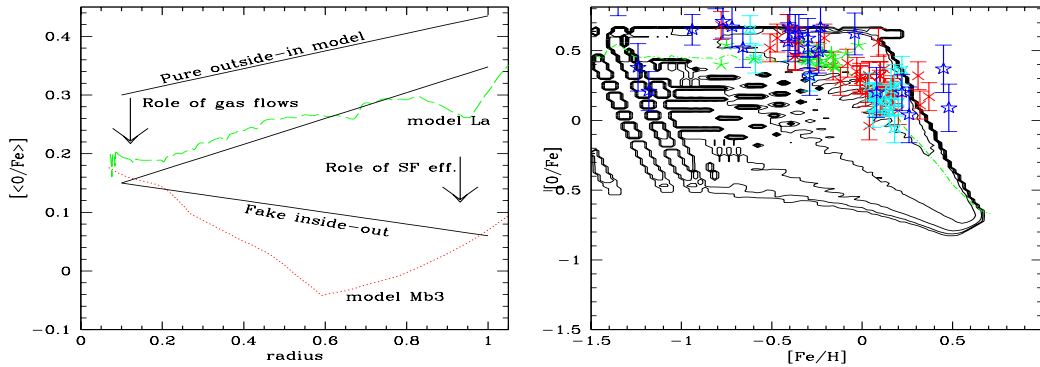 0.4
0.3
0.2
0.1
0
−0.1
[<O/Fe>]
Pure outside-in model
Role of gas flows
model La
Role of SF eff.
Fake inside-out
model Mb3
0
0.2
0.4
0.6
0.8
1
radius
0.5
0
−0.5
−1
−1.5
[O/Fe]
−1.5
−1
−0.5
0
0.5
[Fe/H]